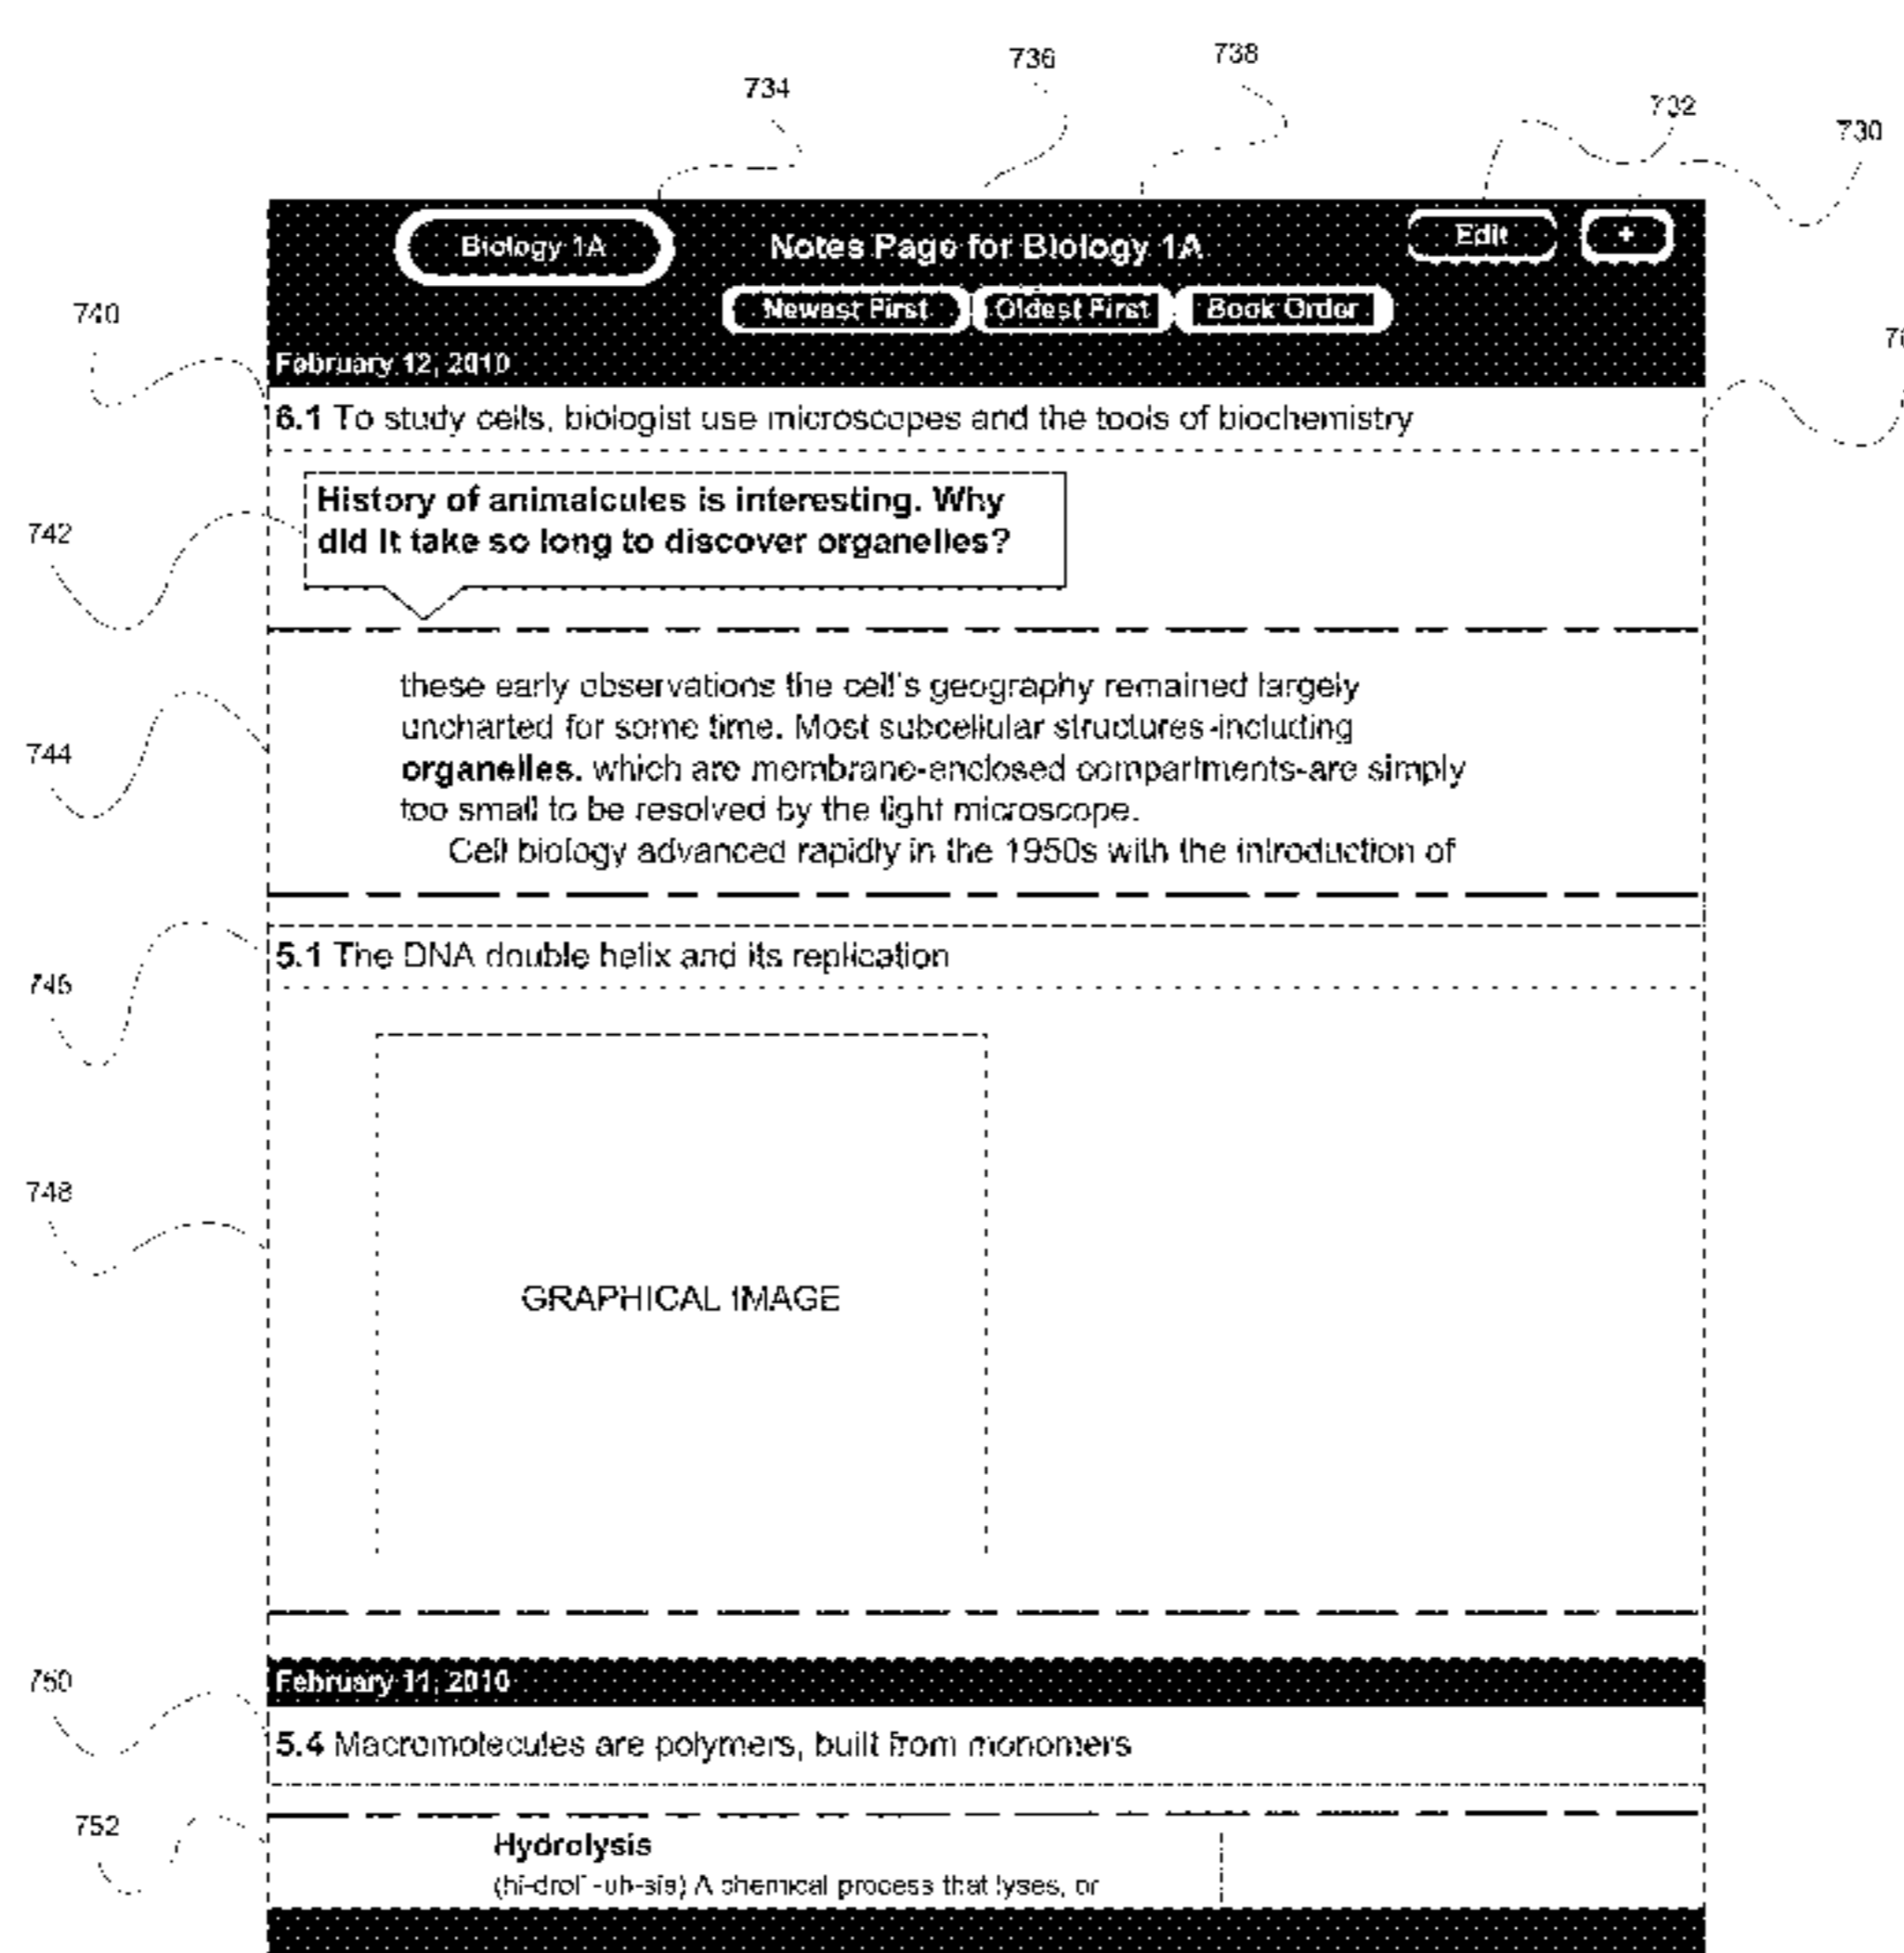 736
738
734
732
730
Biology 1A
Notes Page for Biology 1A
Edit
+
Newest First
Oldest First
Book Order
740
February 12, 2010
6.1 To study cells, biologist use microscopes and the tools of biochemistry
742
History of animalcules is interesting. Why
did it take so long to discover organelles?
744
these early observations the cell's geography remained largely
uncharted for some time. Most subcellular structures-including
organelles. which are membrane-enclosed compartments-are simply
too small to be resolved by the light microscope.
Cell biology advanced rapidly in the 1950s with the introduction of
5.1 The DNA double helix and its replication
748
GRAPHICAL IMAGE
750
February 11, 2010
5.4 Macromolecules are polymers, built from monomers
752
Hydrolysis
(hi-drol'-uh-sis) A chemical process that lyses, or